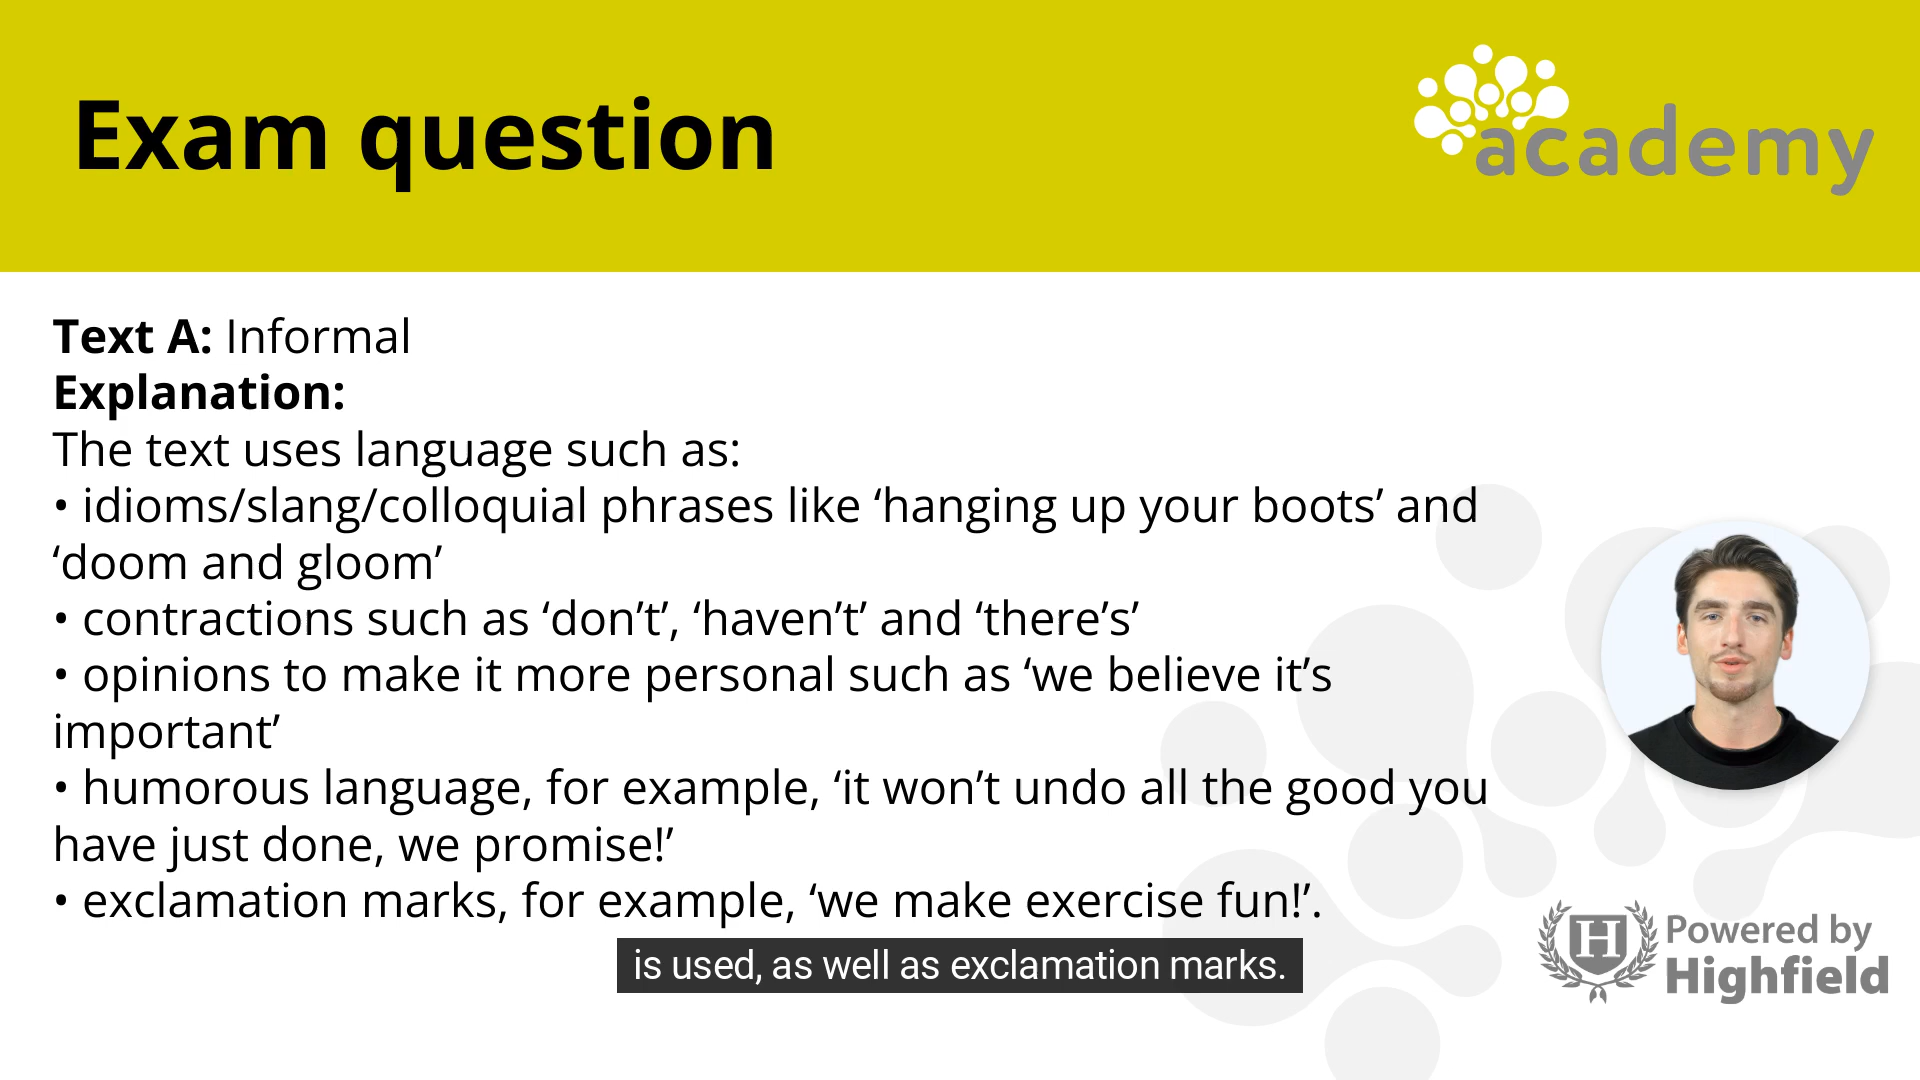 Exam question
academy
Text A: Informal
Explanation:
The text uses language such as:
• idioms/slang/colloquial phrases like ‘hanging up your boots’ and
‘doom and gloom’
• contractions such as ‘don’t’, ‘haven’t’ and ‘there’s’
• opinions to make it more personal such as ‘we believe it’s
important’
• humorous language, for example, ‘it won’t undo all the good you
have just done, we promise!’
• exclamation marks, for example, ‘we make exercise fun!’.
is used, as well as exclamation marks.
H
Powered by
Highfield